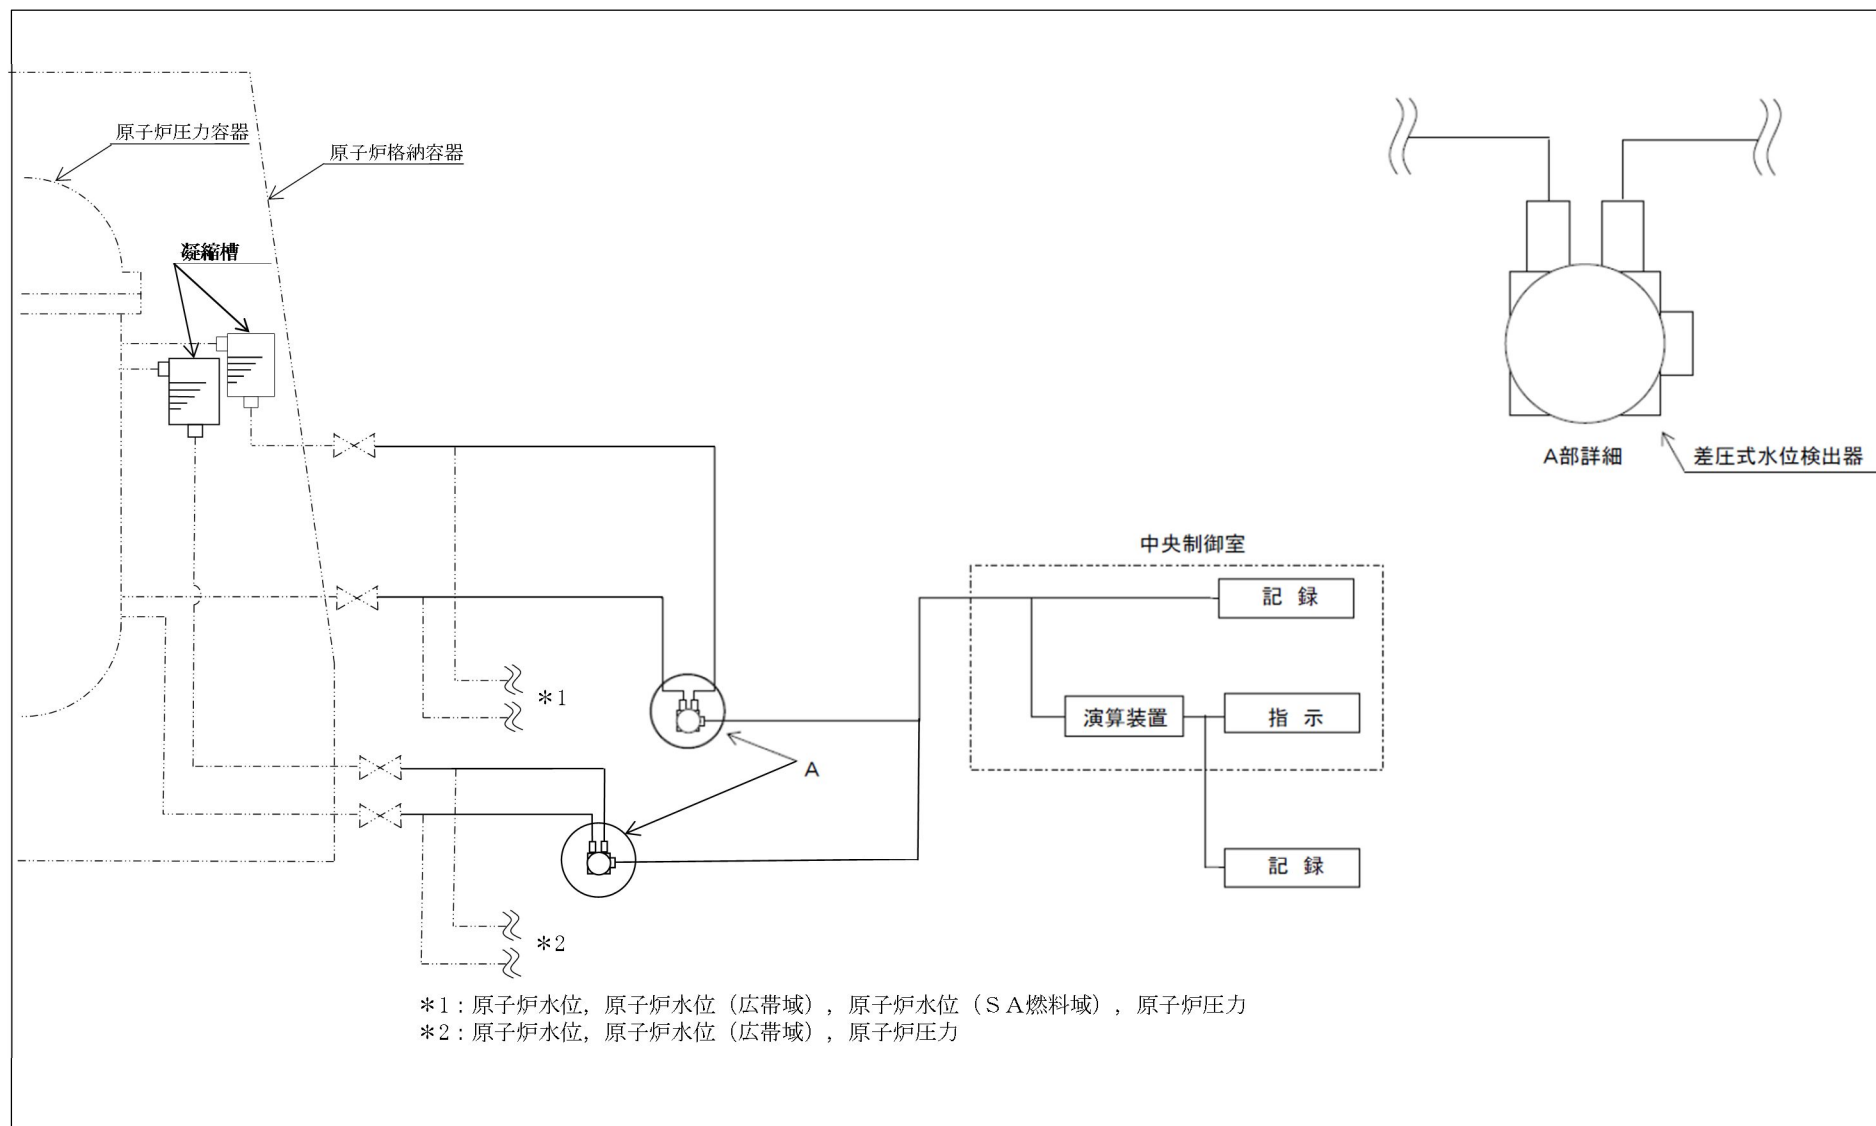 原子炉圧力容器
原子炉格納容器
凝縮槽
A部詳細
差圧式水位検出器
中央制御室
記 録
演算装置
指 示
記 録
A
*1
*2
*1:原子炉水位,原子炉水位(広帯域),原子炉水位(SA燃料域),原子炉圧力
*2:原子炉水位,原子炉水位(広帯域),原子炉圧力